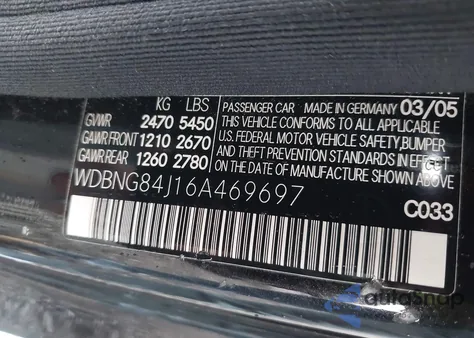 KG LBS
GVWR 2470 5450
GAWR FRONT 1210 2670
GAWR REAR 1260 2780
PASSENGER CAR MADE IN GERMANY 03/05
THIS VEHICLE CONFORMS TO ALL APPLICABLE
U.S. FEDERAL MOTOR VEHICLE SAFETY,BUMPER
AND THEFT PREVENTION STANDARDS IN EFFECT
ON THE DATE OF MANUFACTURE SHOWN ABOVE.
WDBNG84J16A469697
C033
autoSnap